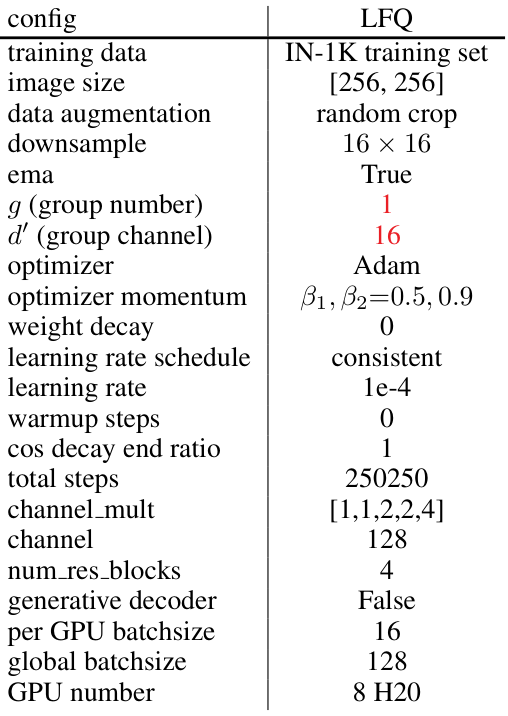 config LFQ
training data IN-1K training set
image size [256, 256]
data augmentation random crop
downsample 16 × 16
ema True
g (group number) 1
d′ (group channel) 16
optimizer Adam
optimizer momentum β₁, β₂=0.5, 0.9
weight decay 0
learning rate schedule consistent
learning rate 1e-4
warmup steps 0
cos decay end ratio 1
total steps 250250
channel_mult [1,1,2,2,4]
channel 128
num_res_blocks 4
generative decoder False
per GPU batchsize 16
global batchsize 128
GPU number 8 H20